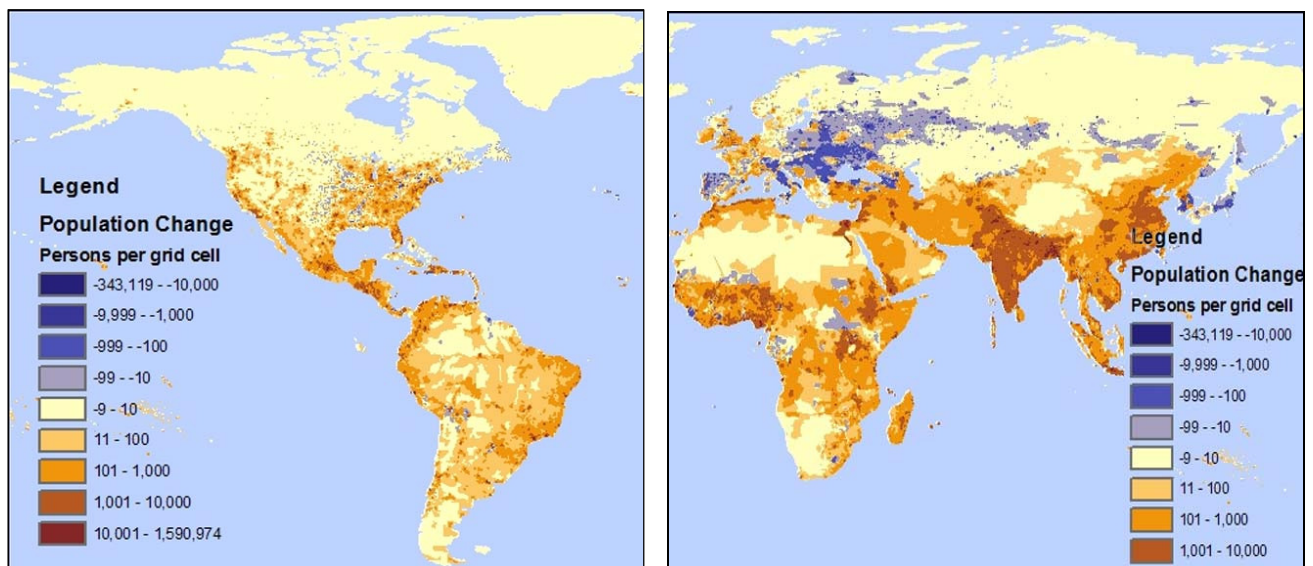 Legend
Population Change
Persons per grid cell
-343,119 - -10,000
-9,999 - -1,000
-999 - -100
-99 - -10
-9 - 10
11 - 100
101 - 1,000
1,001 - 10,000
10,001 - 1,590,974
Legend
Population Change
Persons per grid cell
-343,119 - -10,000
-9,999 - -1,000
-999 - -100
-99 - -10
-9 - 10
11 - 100
101 - 1,000
1,001 - 10,000